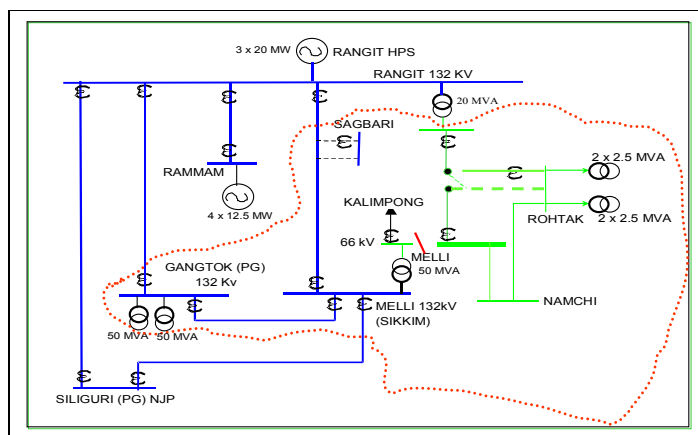 3 x 20 MW
RANGIT HPS
RANGIT 132 KV
20 MVA
SAGBARI
RAMMAM
4 x 12.5 MW
2 x 2.5 MVA
KALIMPONG
ROHTAK
2 x 2.5 MVA
66 kV
MELLI
50 MVA
GANGTOK (PG)
132 Kv
NAMCHI
MELLI 132kV
(SIKKIM)
50 MVA
50 MVA
SILIGURI (PG) NJP